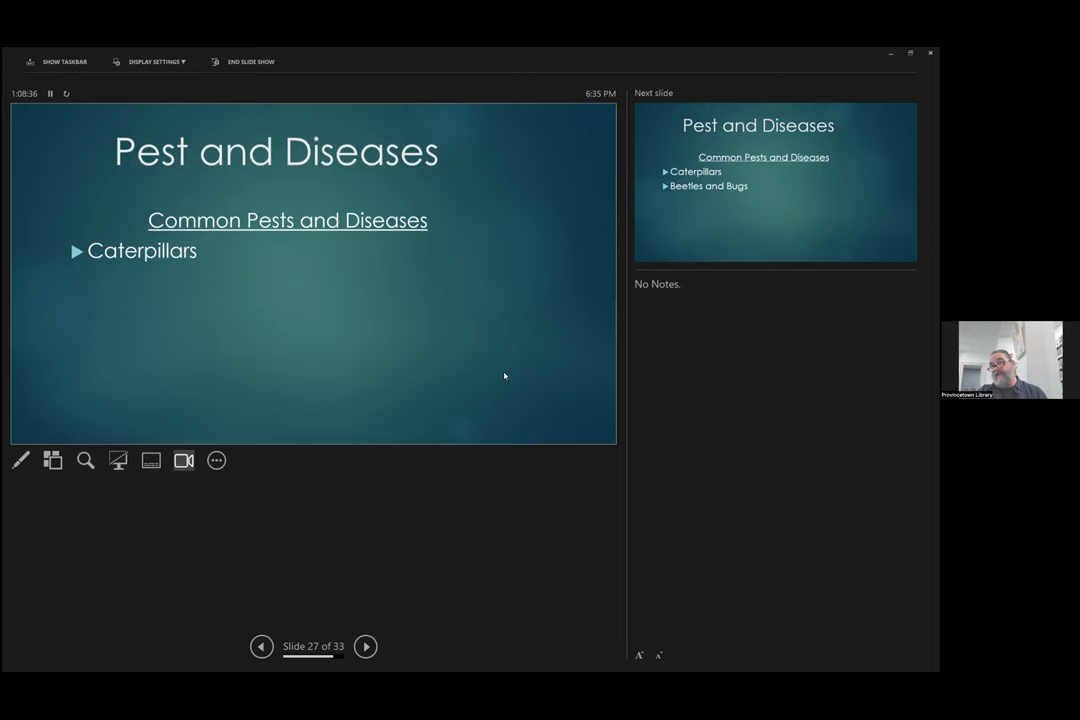 SHOW TASKBAR DISPLAY SETTINGS ▼ END SLIDE SHOW
1:08:36 6:35 PM
Pest and Diseases
Common Pests and Diseases
Caterpillars
Slide 27 of 33
Next slide
Pest and Diseases
Common Pests and Diseases
Caterpillars
Beetles and Bugs
No Notes.
A A
Provincetown Library